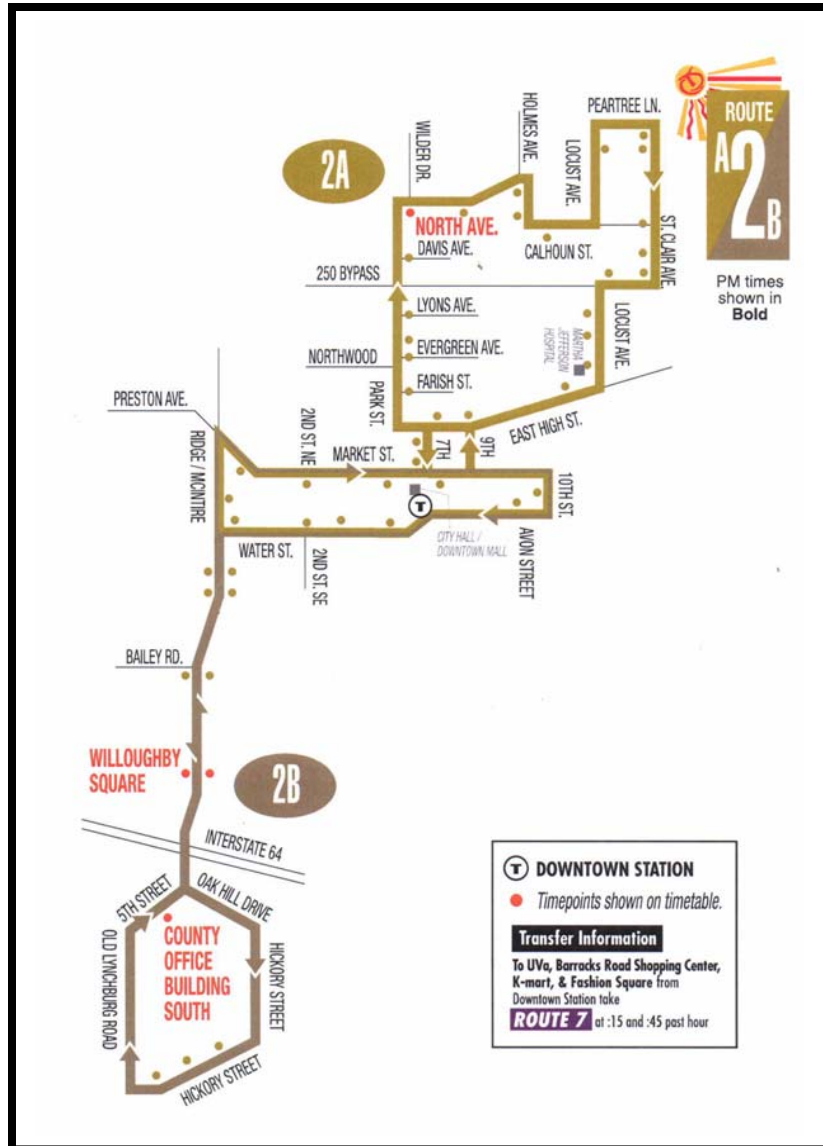 PEARTREE LN.
ROUTE
A 2 B
HOLMES AVE.
WILDER DR.
LOCUST AVE.
2A
NORTH AVE.
ST. CLAIR AVE.
DAVIS AVE.
CALHOUN ST.
250 BYPASS
PM times
shown in
Bold
LYONS AVE.
LOCUST AVE.
MARTHA
JEFFERSON
HOSPITAL
EVERGREEN AVE.
NORTHWOOD
FARISH ST.
PARK ST.
PRESTON AVE.
EAST HIGH ST.
RIDGE / MCINTIRE
2ND ST. NE
MARKET ST.
7TH
9TH
10TH ST.
T
CITY HALL /
DOWNTOWN MALL
AVON STREET
WATER ST.
2ND ST. SE
BAILEY RD.
WILLOUGHBY
SQUARE
2B
INTERSTATE 64
5TH STREET
OAK HILL DRIVE
COUNTY
OFFICE
BUILDING
SOUTH
OLD LYNCHBURG ROAD
HICKORY STREET
HICKORY STREET
T DOWNTOWN STATION
Timepoints shown on timetable.
Transfer Information
To UVa, Barracks Road Shopping Center,
K-mart, & Fashion Square from
Downtown Station take
ROUTE 7 at :15 and :45 past hour